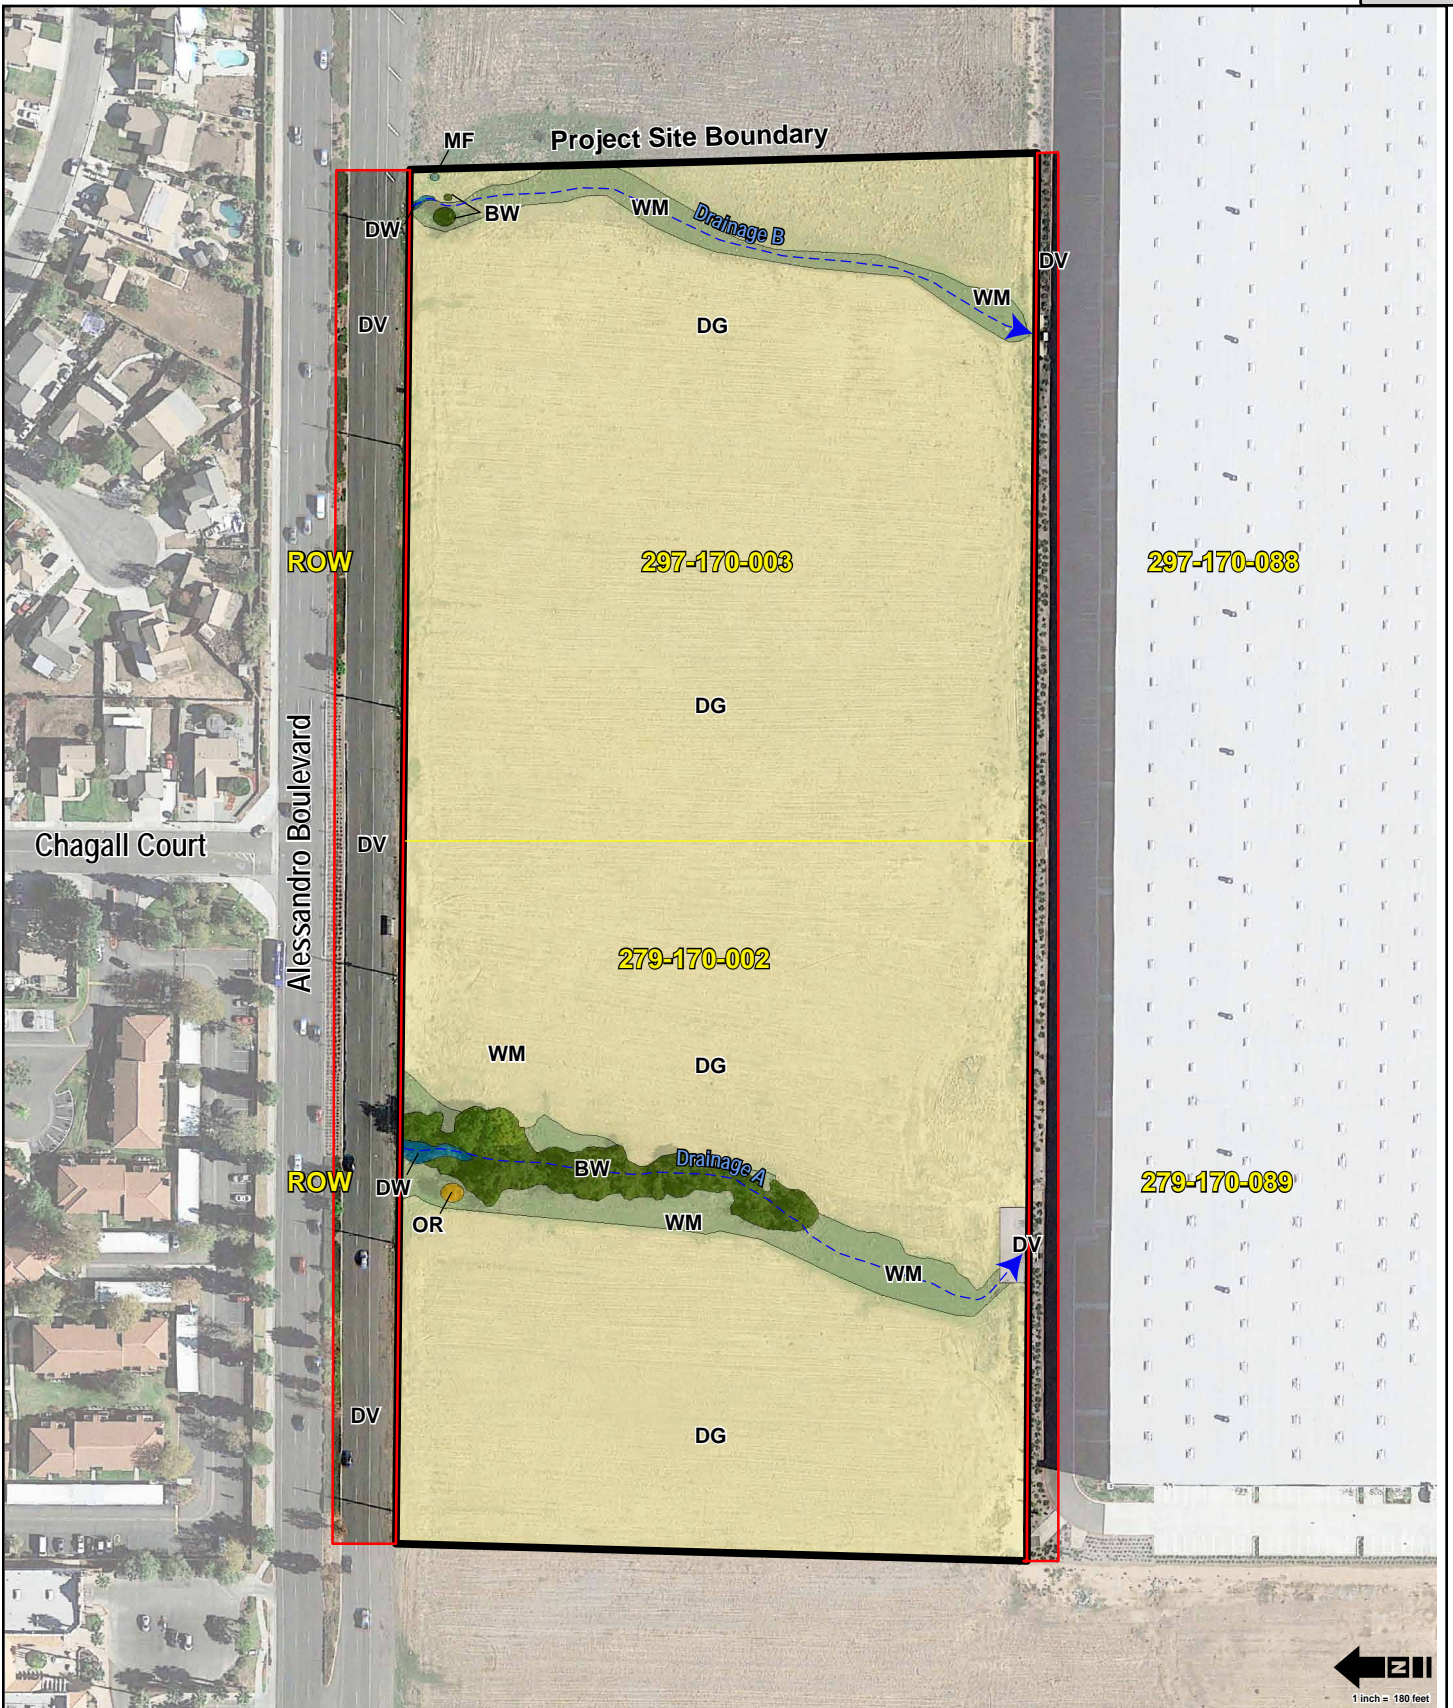 MF
Project Site Boundary
DW
BW
WM
Drainage B
DV
WM
DV
DG
ROW
297-170-003
297-170-088
DG
Alessandro Boulevard
Chagall Court
DV
279-170-002
WM
DG
BW
Drainage A
ROW
DW
279-170-089
OR
WM
DV
WM
DV
DG
N
1 inch = 180 feet